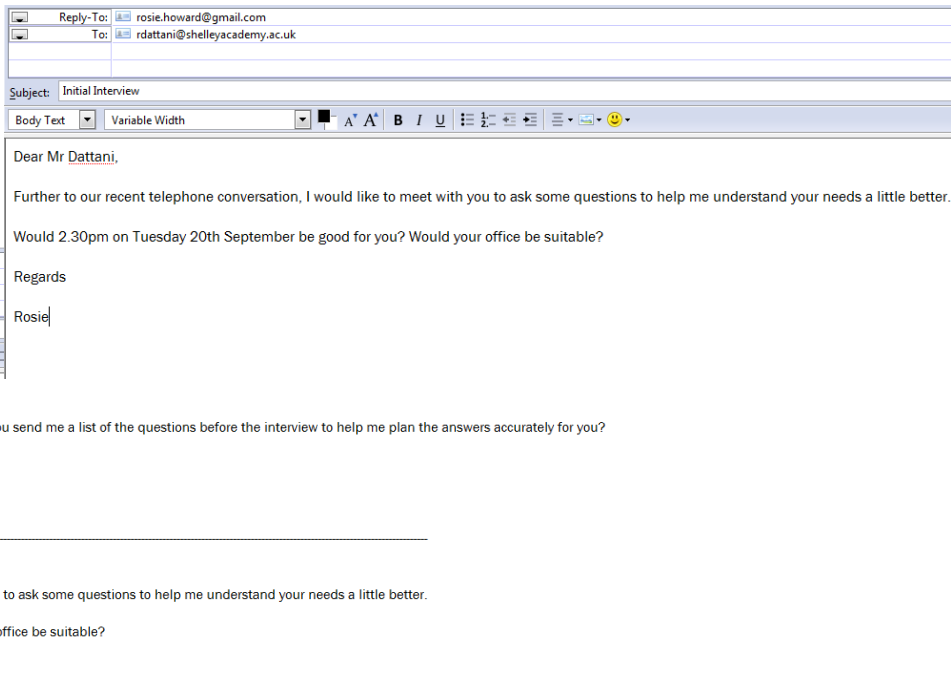 Reply-To: rosie.howard@gmail.com
To: rdattani@shelleyacademy.ac.uk
Subject: Initial Interview
Body Text Variable Width A A B I U
Dear Mr Dattani,
Further to our recent telephone conversation, I would like to meet with you to ask some questions to help me understand your needs a little better.
Would 2.30pm on Tuesday 20th September be good for you? Would your office be suitable?
Regards
Rosie
send me a list of the questions before the interview to help me plan the answers accurately for you?
to ask some questions to help me understand your needs a little better.
office be suitable?